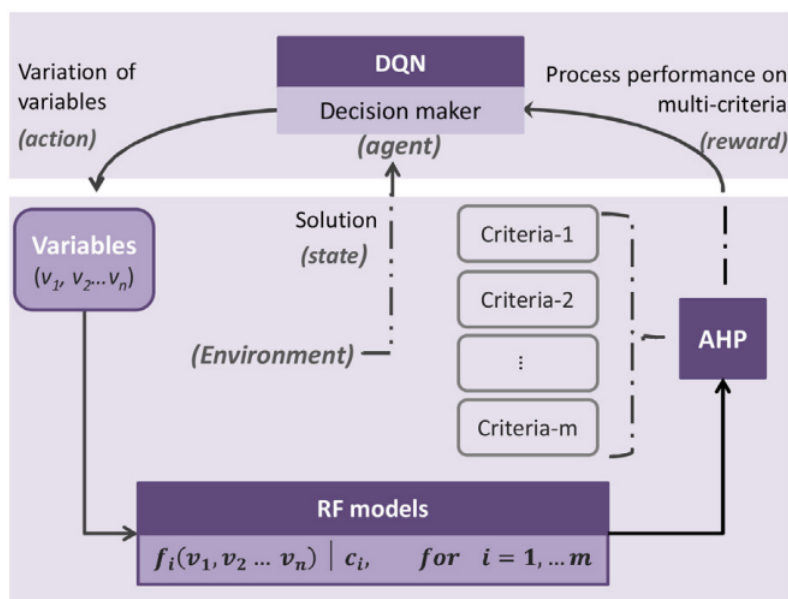 DQN
Decision maker
(agent)
Variation of
variables
(action)
Process performance on
multi-criteria
(reward)
Variables
(v₁, v₂...vₙ)
Solution
(state)
(Environment)
Criteria-1
Criteria-2
⋮
Criteria-m
AHP
RF models
fᵢ(v₁, v₂ … vₙ) | cᵢ, for i = 1, … m